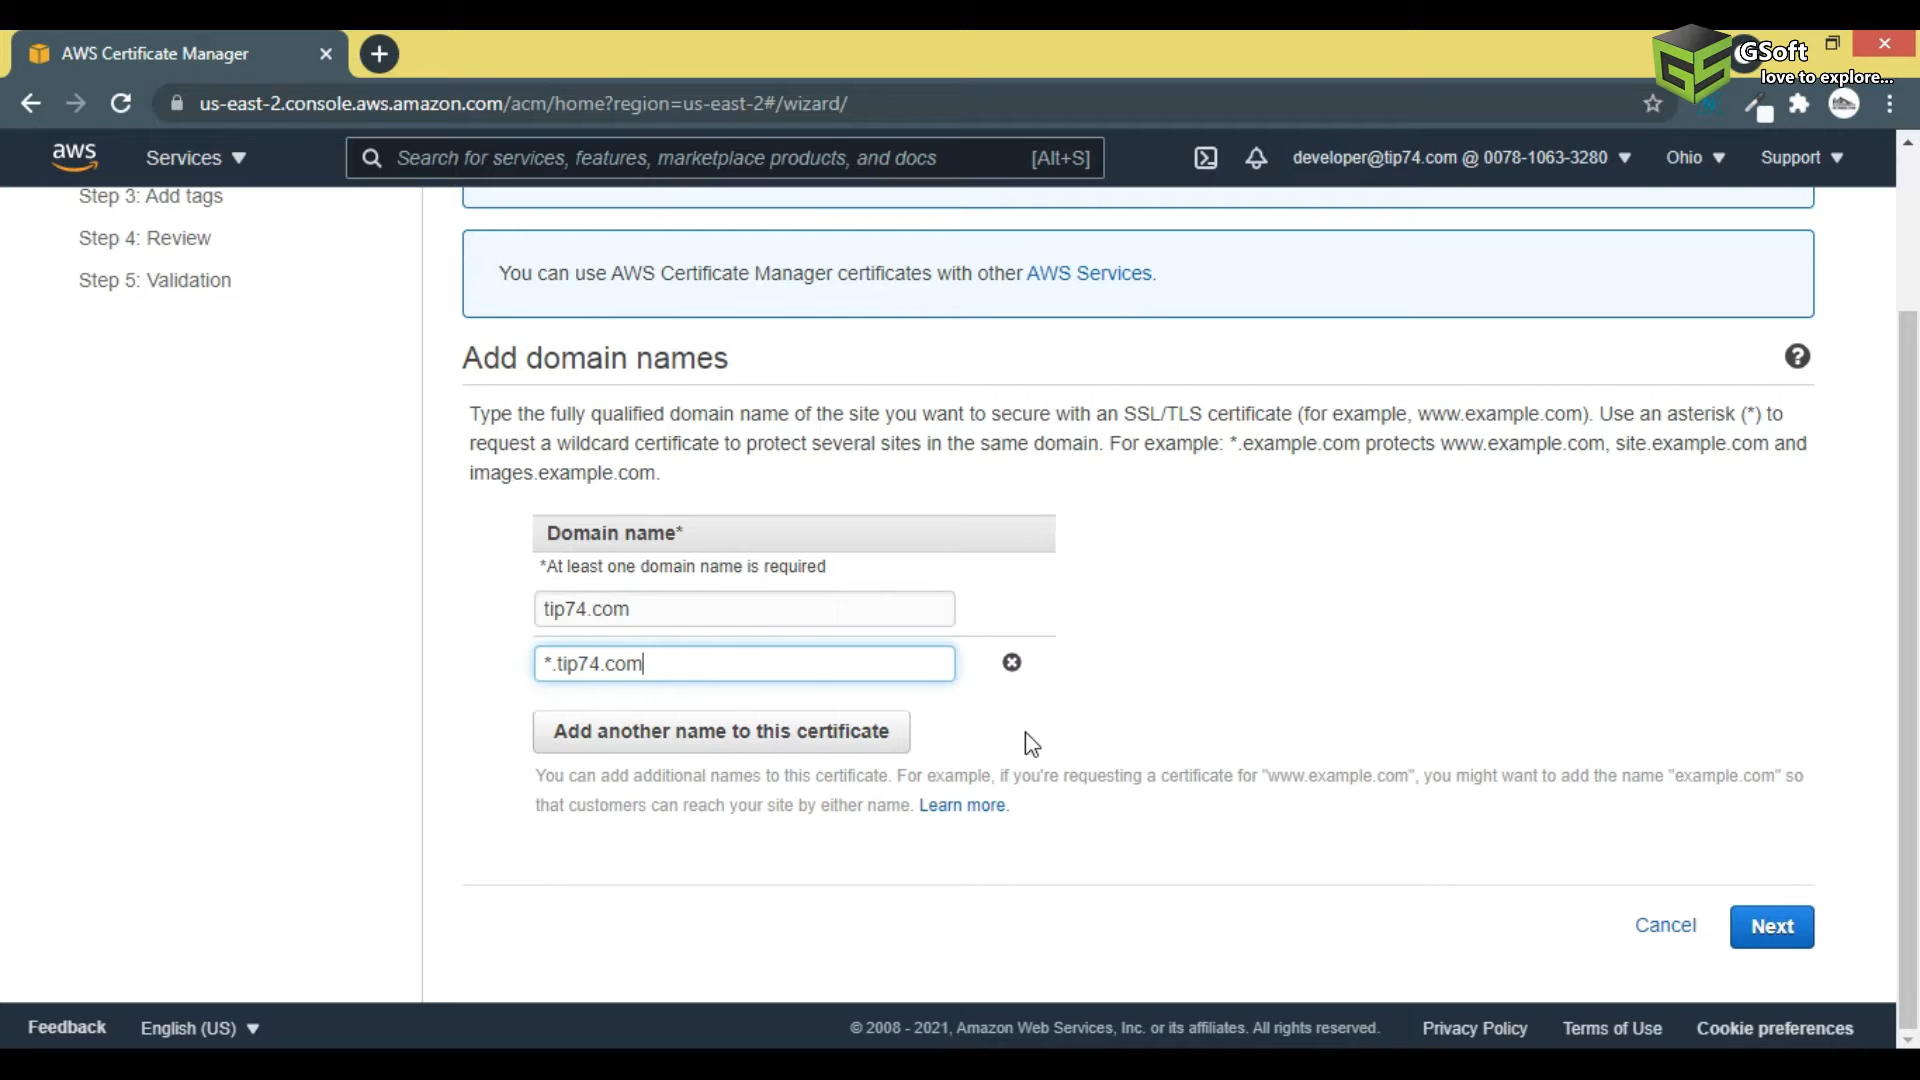 AWS Certificate Manager
GSoft
love to explore...
us-east-2.console.aws.amazon.com/acm/home?region=us-east-2#/wizard/
aws
Services
Search for services, features, marketplace products, and docs
[Alt+S]
developer@tip74.com @ 0078-1063-3280
Ohio
Support
Step 3: Add tags
Step 4: Review
Step 5: Validation
You can use AWS Certificate Manager certificates with other AWS Services.
Add domain names
Type the fully qualified domain name of the site you want to secure with an SSL/TLS certificate (for example, www.example.com). Use an asterisk (*) to
request a wildcard certificate to protect several sites in the same domain. For example: *.example.com protects www.example.com, site.example.com and
images.example.com.
Domain name*
*At least one domain name is required
tip74.com
*.tip74.com
Add another name to this certificate
You can add additional names to this certificate. For example, if you're requesting a certificate for "www.example.com", you might want to add the name "example.com" so
that customers can reach your site by either name. Learn more.
Cancel
Next
Feedback
English (US)
© 2008 - 2021, Amazon Web Services, Inc. or its affiliates. All rights reserved.
Privacy Policy
Terms of Use
Cookie preferences